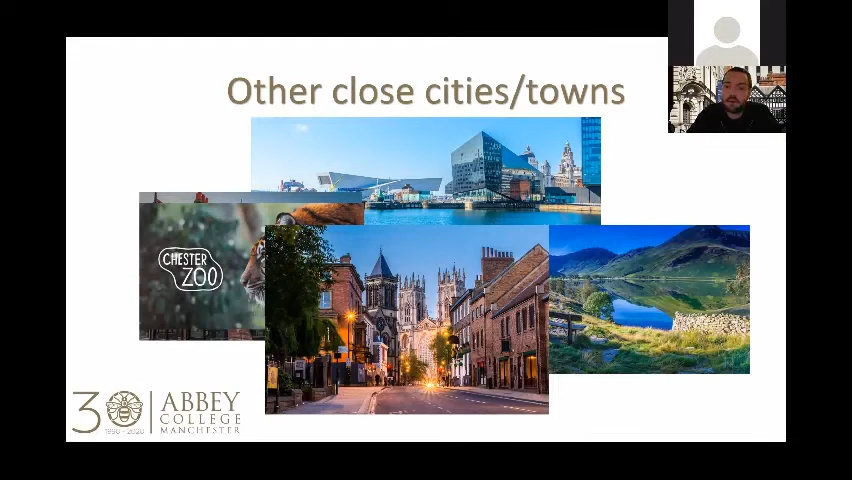 Other close cities/towns
CHESTER
ZOO
30
1990 - 2020
ABBEY
COLLEGE
MANCHESTER